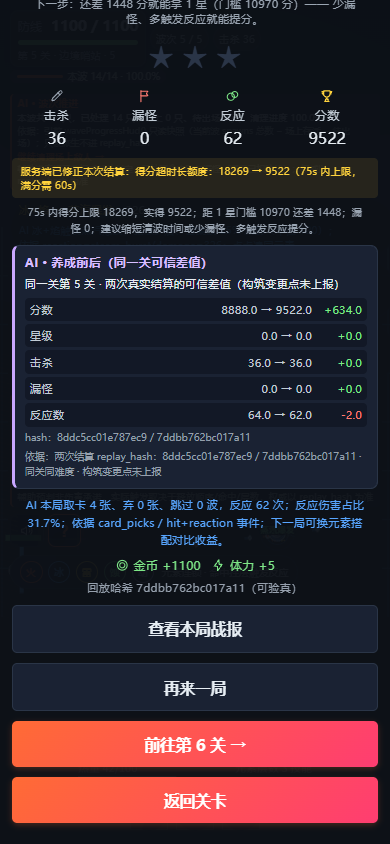 下一步：还差 1448 分就能拿 1 星（门槛 10970 分）—— 少漏
怪、多触发反应就能提分。
击杀 漏怪 反应 分数
36 0 62 9522
服务端已修正本次结算：得分超时长额度：18269 → 9522（75s 内上限，
满分需 60s）
75s 内得分上限 18269，实得 9522；距 1 星门槛 10970 还差 1448；漏
怪 0；建议缩短清波时间或少漏怪、多触发反应提分。
AI · 养成前后（同一关可信差值）
同一关第 5 关 · 两次真实结算的可信差值（构筑变更点未上报）
分数 8888.0 → 9522.0 +634.0
星级 0.0 → 0.0 +0.0
击杀 36.0 → 36.0 +0.0
漏怪 0.0 → 0.0 +0.0
反应数 64.0 → 62.0 -2.0
hash：8ddc5cc01e787ec9 / 7ddbb762bc017a11
依据：两次结算 replay_hash：8ddc5cc01e787ec9 / 7ddbb762bc017a11 ·
同关同难度 · 构筑变更点未上报
AI 本局取卡 4 张、弃 0 张、跳过 0 波，反应 62 次；反应伤害占比
31.7%；依据 card_picks / hit+reaction 事件；下一局可换元素搭
配对比收益。
金币 +1100 体力 +5
回放哈希 7ddbb762bc017a11（可验真）
查看本局战报
再来一局
前往第 6 关 →
返回关卡